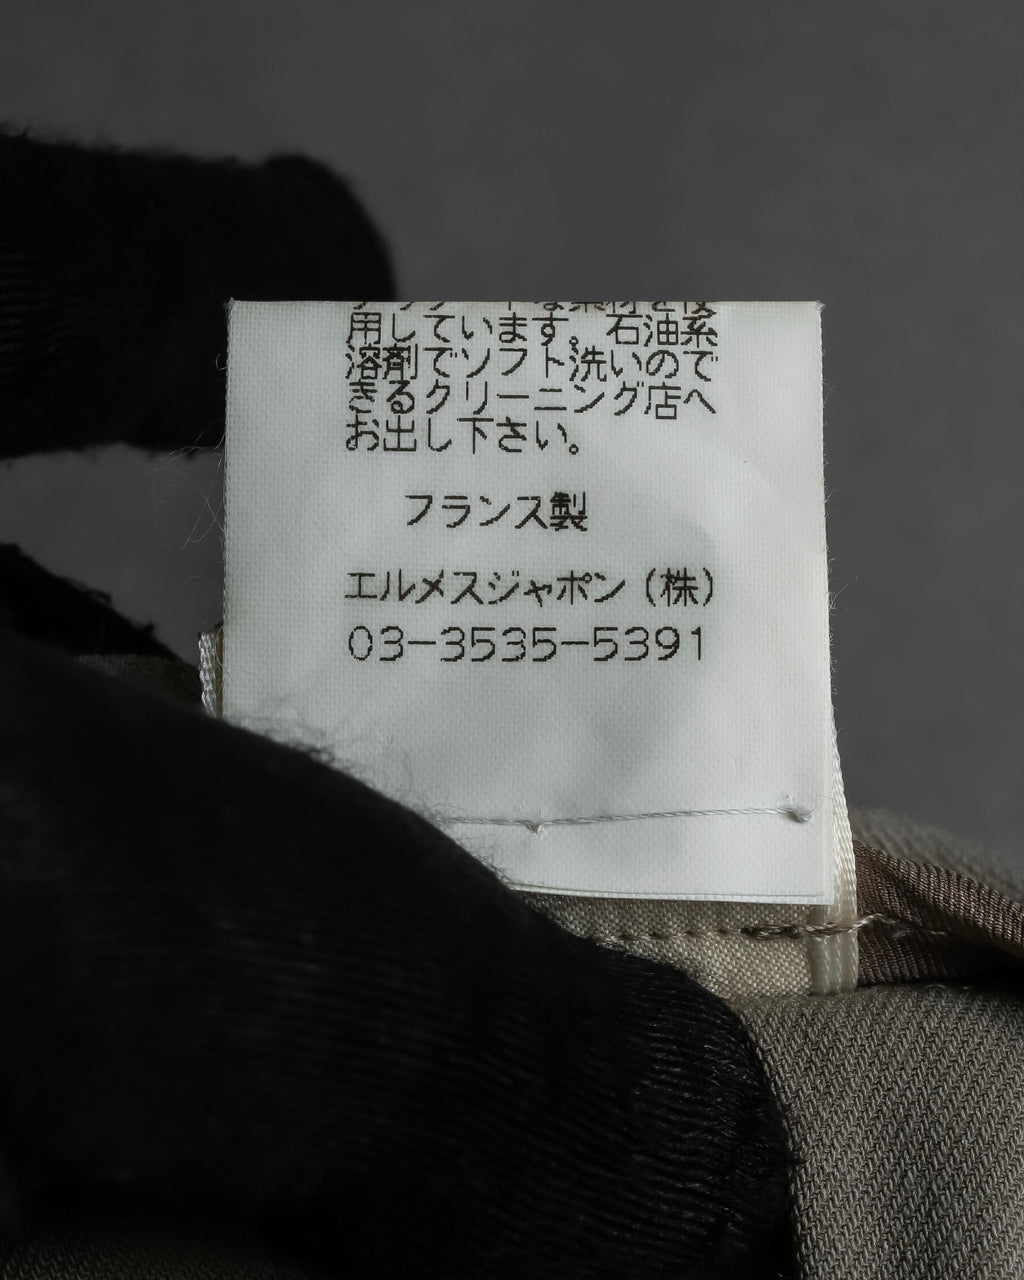 用しています。石油系
溶剤でソフト洗いので
きるクリーニング店へ
お出し下さい。
フランス製
エルメスジャポン(株)
03-3535-5391